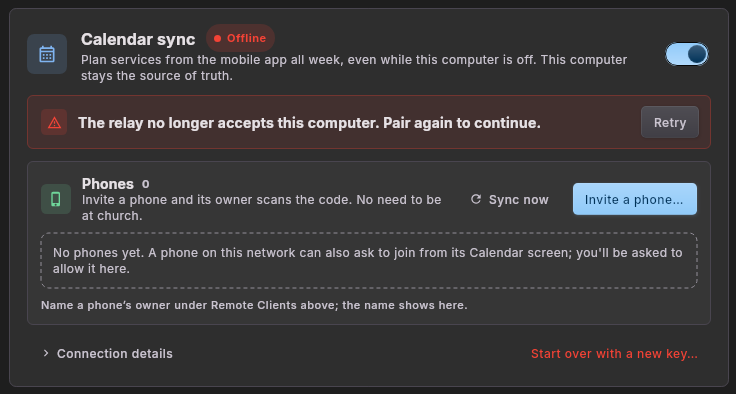 Calendar sync
Offline
Plan services from the mobile app all week, even while this computer is off. This computer
stays the source of truth.
The relay no longer accepts this computer. Pair again to continue.
Retry
Phones 0
Invite a phone and its owner scans the code. No need to be
at church.
Sync now
Invite a phone...
No phones yet. A phone on this network can also ask to join from its Calendar screen; you'll be asked to
allow it here.
Name a phone's owner under Remote Clients above; the name shows here.
Connection details
Start over with a new key...